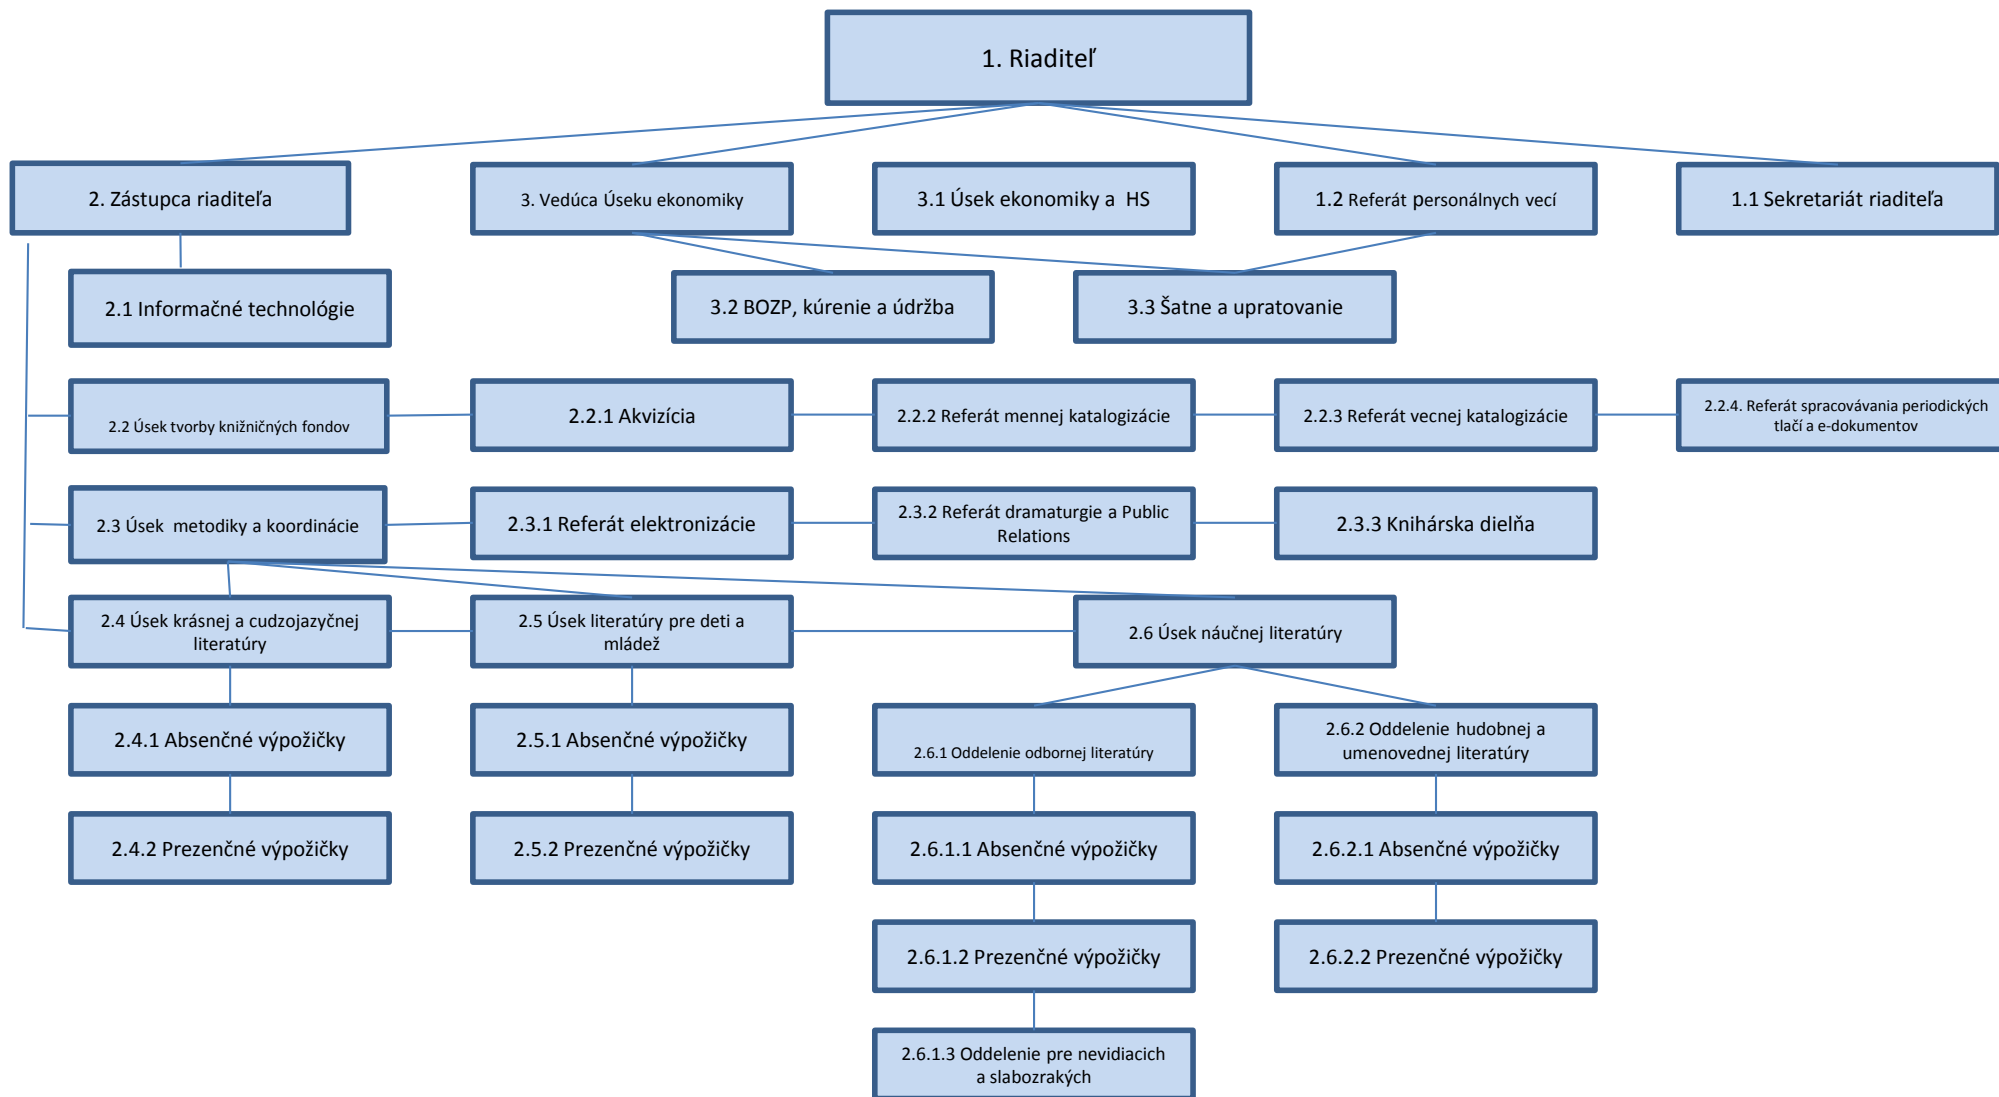 1. Riaditeľ
2. Zástupca riaditeľa
3. Vedúca Úseku ekonomiky
3.1 Úsek ekonomiky a  HS
1.2 Referát personálnych vecí
1.1 Sekretariát riaditeľa
2.1 Informačné technológie
3.2 BOZP, kúrenie a údržba
3.3 Šatne a upratovanie
2.2 Úsek tvorby knižničných fondov
2.2.1 Akvizícia
2.2.2 Referát mennej katalogizácie
2.2.3 Referát vecnej katalogizácie
2.2.4. Referát spracovávania periodických
tlačí a e-dokumentov
2.3 Úsek  metodiky a koordinácie
2.3.1 Referát elektronizácie
2.3.2 Referát dramaturgie a Public
Relations
2.3.3 Knihárska dielňa
2.4 Úsek krásnej a cudzojazyčnej
literatúry
2.5 Úsek literatúry pre deti a
mládež
2.6 Úsek náučnej literatúry
2.4.1 Absenčné výpožičky
2.5.1 Absenčné výpožičky
2.6.1 Oddelenie odbornej literatúry
2.6.2 Oddelenie hudobnej a
umenovednej literatúry
2.4.2 Prezenčné výpožičky
2.5.2 Prezenčné výpožičky
2.6.1.1 Absenčné výpožičky
2.6.2.1 Absenčné výpožičky
2.6.1.2 Prezenčné výpožičky
2.6.2.2 Prezenčné výpožičky
2.6.1.3 Oddelenie pre nevidiacich
a slabozrakých